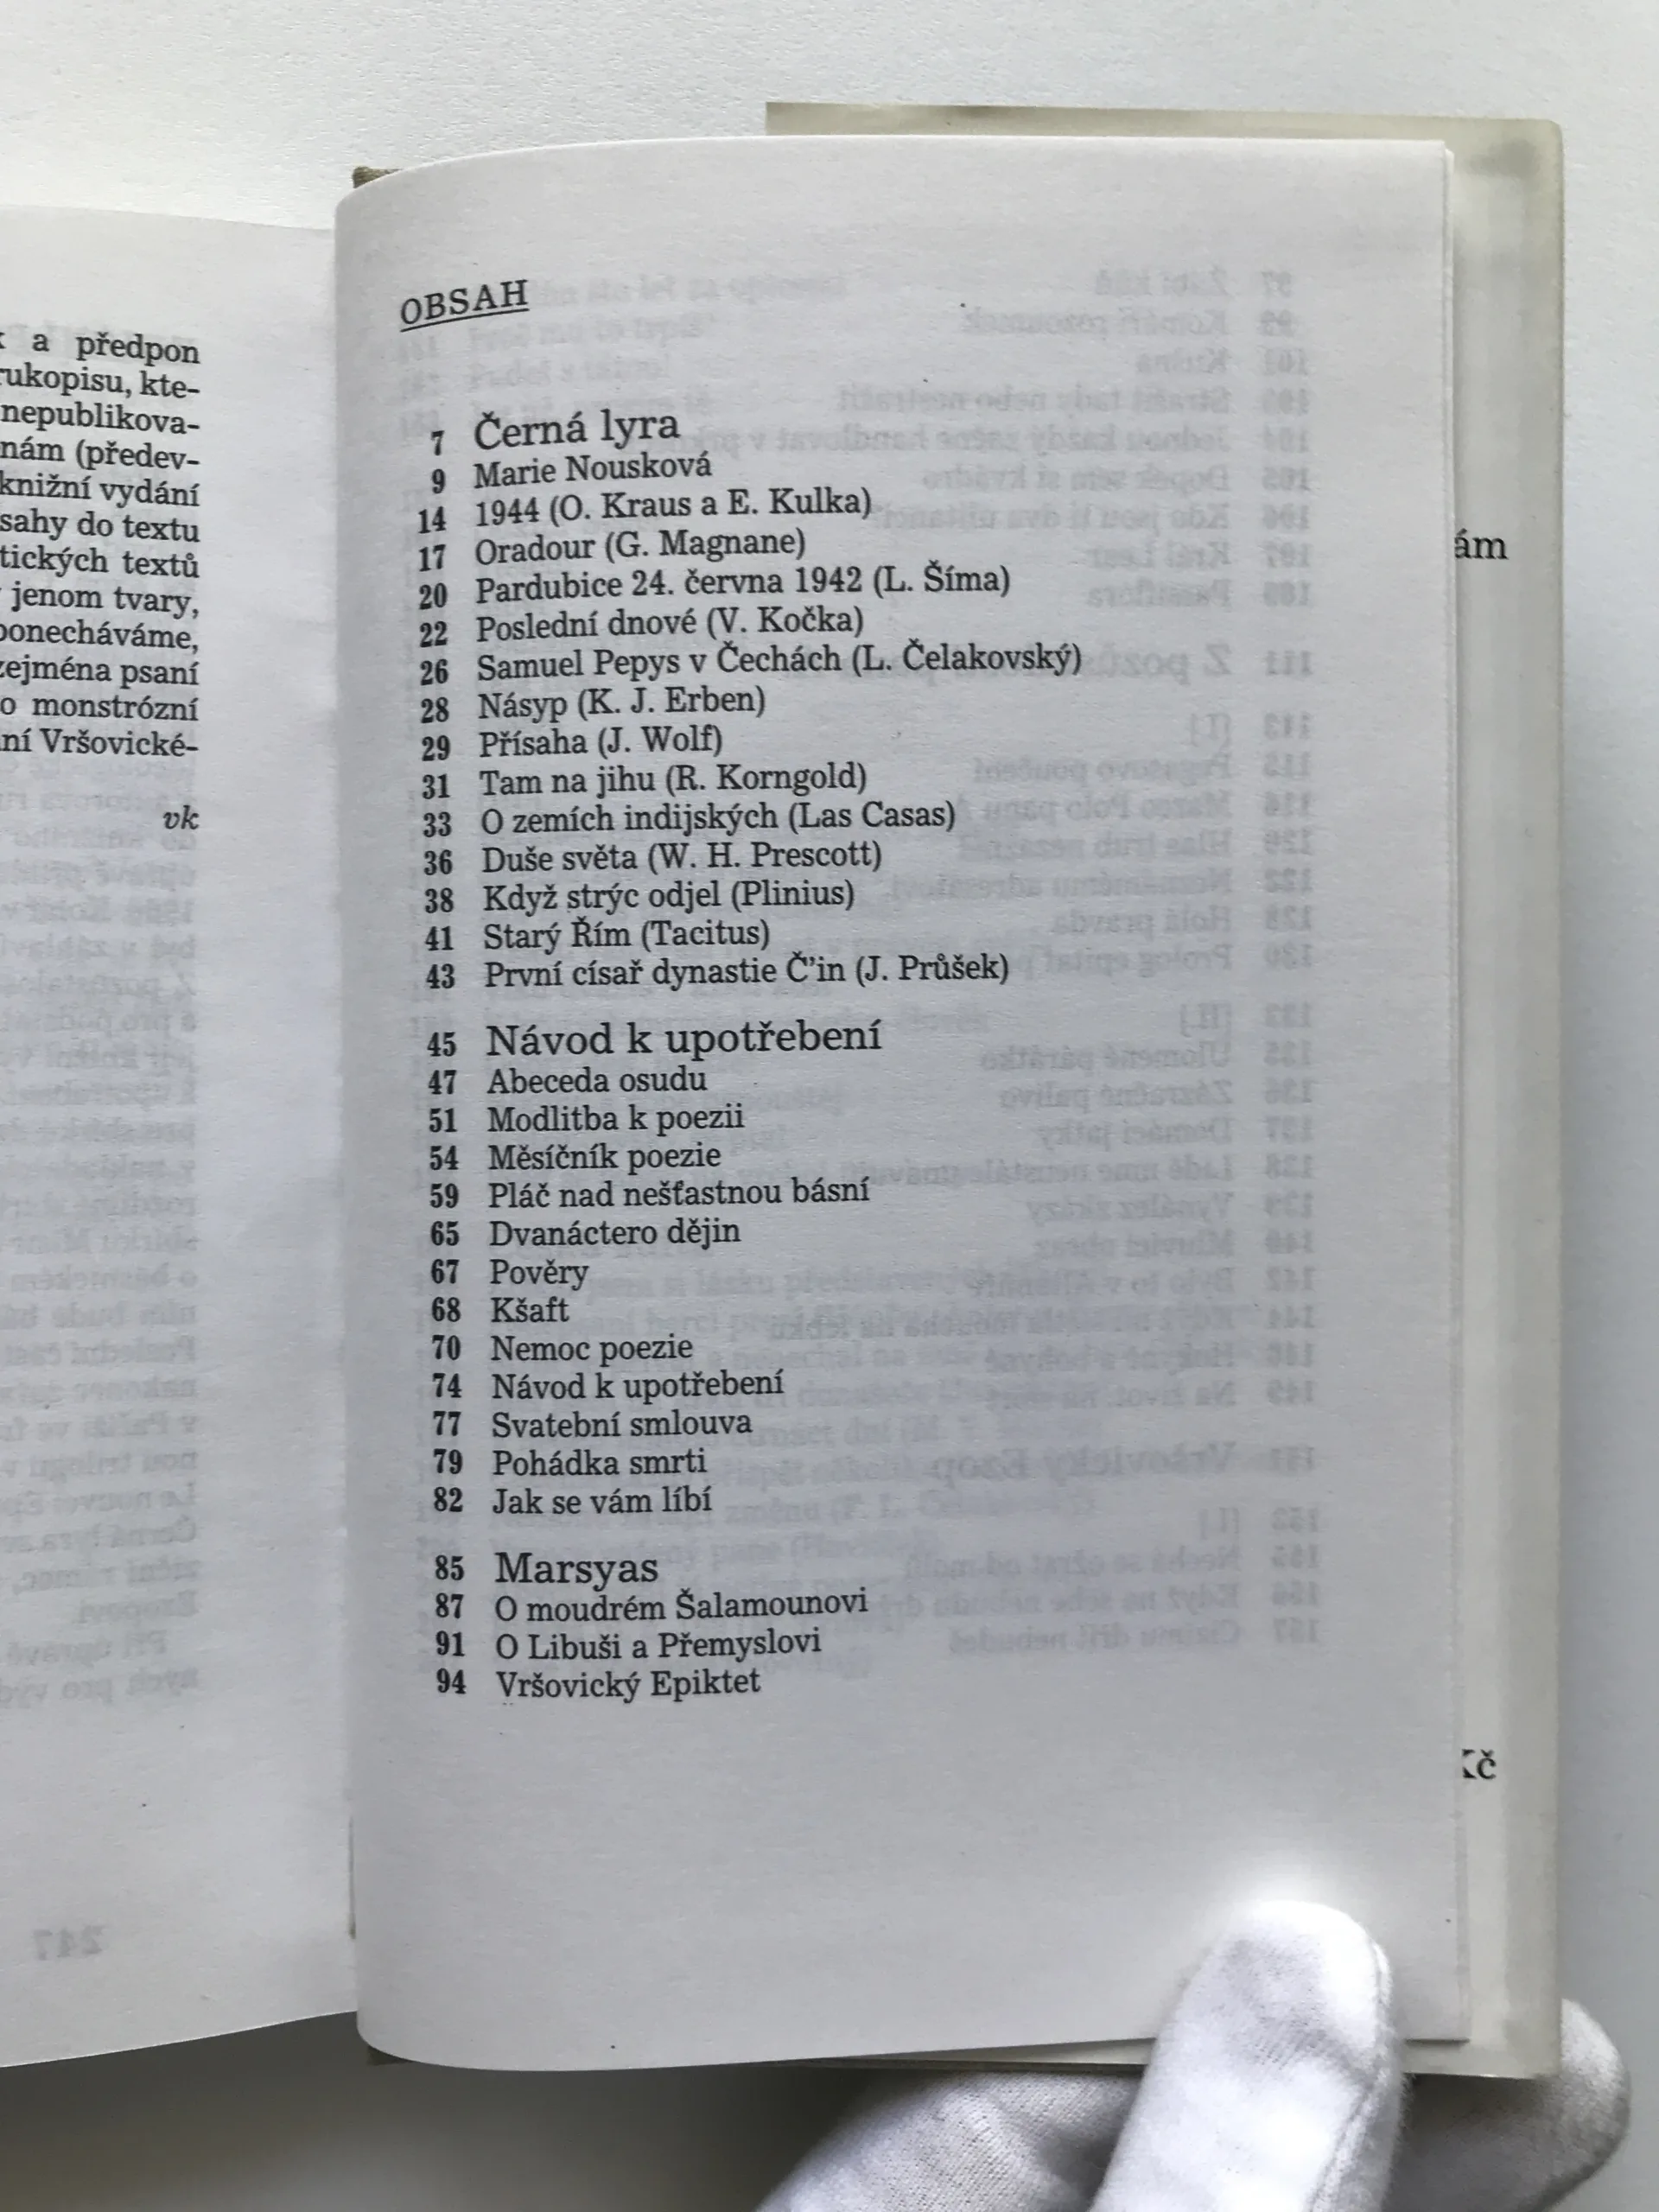 a předpon
rukopisu, kte-
nepublikova-
nám (předev-
knižní vydání
sahy do textu
tických textů
jenom tvary,
ponecháváme,
zejména psaní
o monstrózní
ní Vršovické-
vk
247
OBSAH
7 Černá lyra
9 Marie Nousková
14 1944 (O. Kraus a E. Kulka)
17 Oradour (G. Magnane)
20 Pardubice 24. června 1942 (L. Šíma)
22 Poslední dnové (V. Kočka)
26 Samuel Pepys v Čechách (L. Čelakovský)
28 Násyp (K. J. Erben)
29 Přísaha (J. Wolf)
31 Tam na jihu (R. Korngold)
33 O zemích indijských (Las Casas)
36 Duše světa (W. H. Prescott)
38 Když strýc odjel (Plinius)
41 Starý Řím (Tacitus)
43 První císař dynastie Č’in (J. Průšek)
45 Návod k upotřebení
47 Abeceda osudu
51 Modlitba k poezii
54 Měsíčník poezie
59 Pláč nad nešťastnou básní
65 Dvanáctero dějin
67 Pověry
68 Kšaft
70 Nemoc poezie
74 Návod k upotřebení
77 Svatební smlouva
79 Pohádka smrti
82 Jak se vám líbí
85 Marsyas
87 O moudrém Šalamounovi
91 O Libuši a Přemyslovi
94 Vršovický Epiktet
ám
Kč